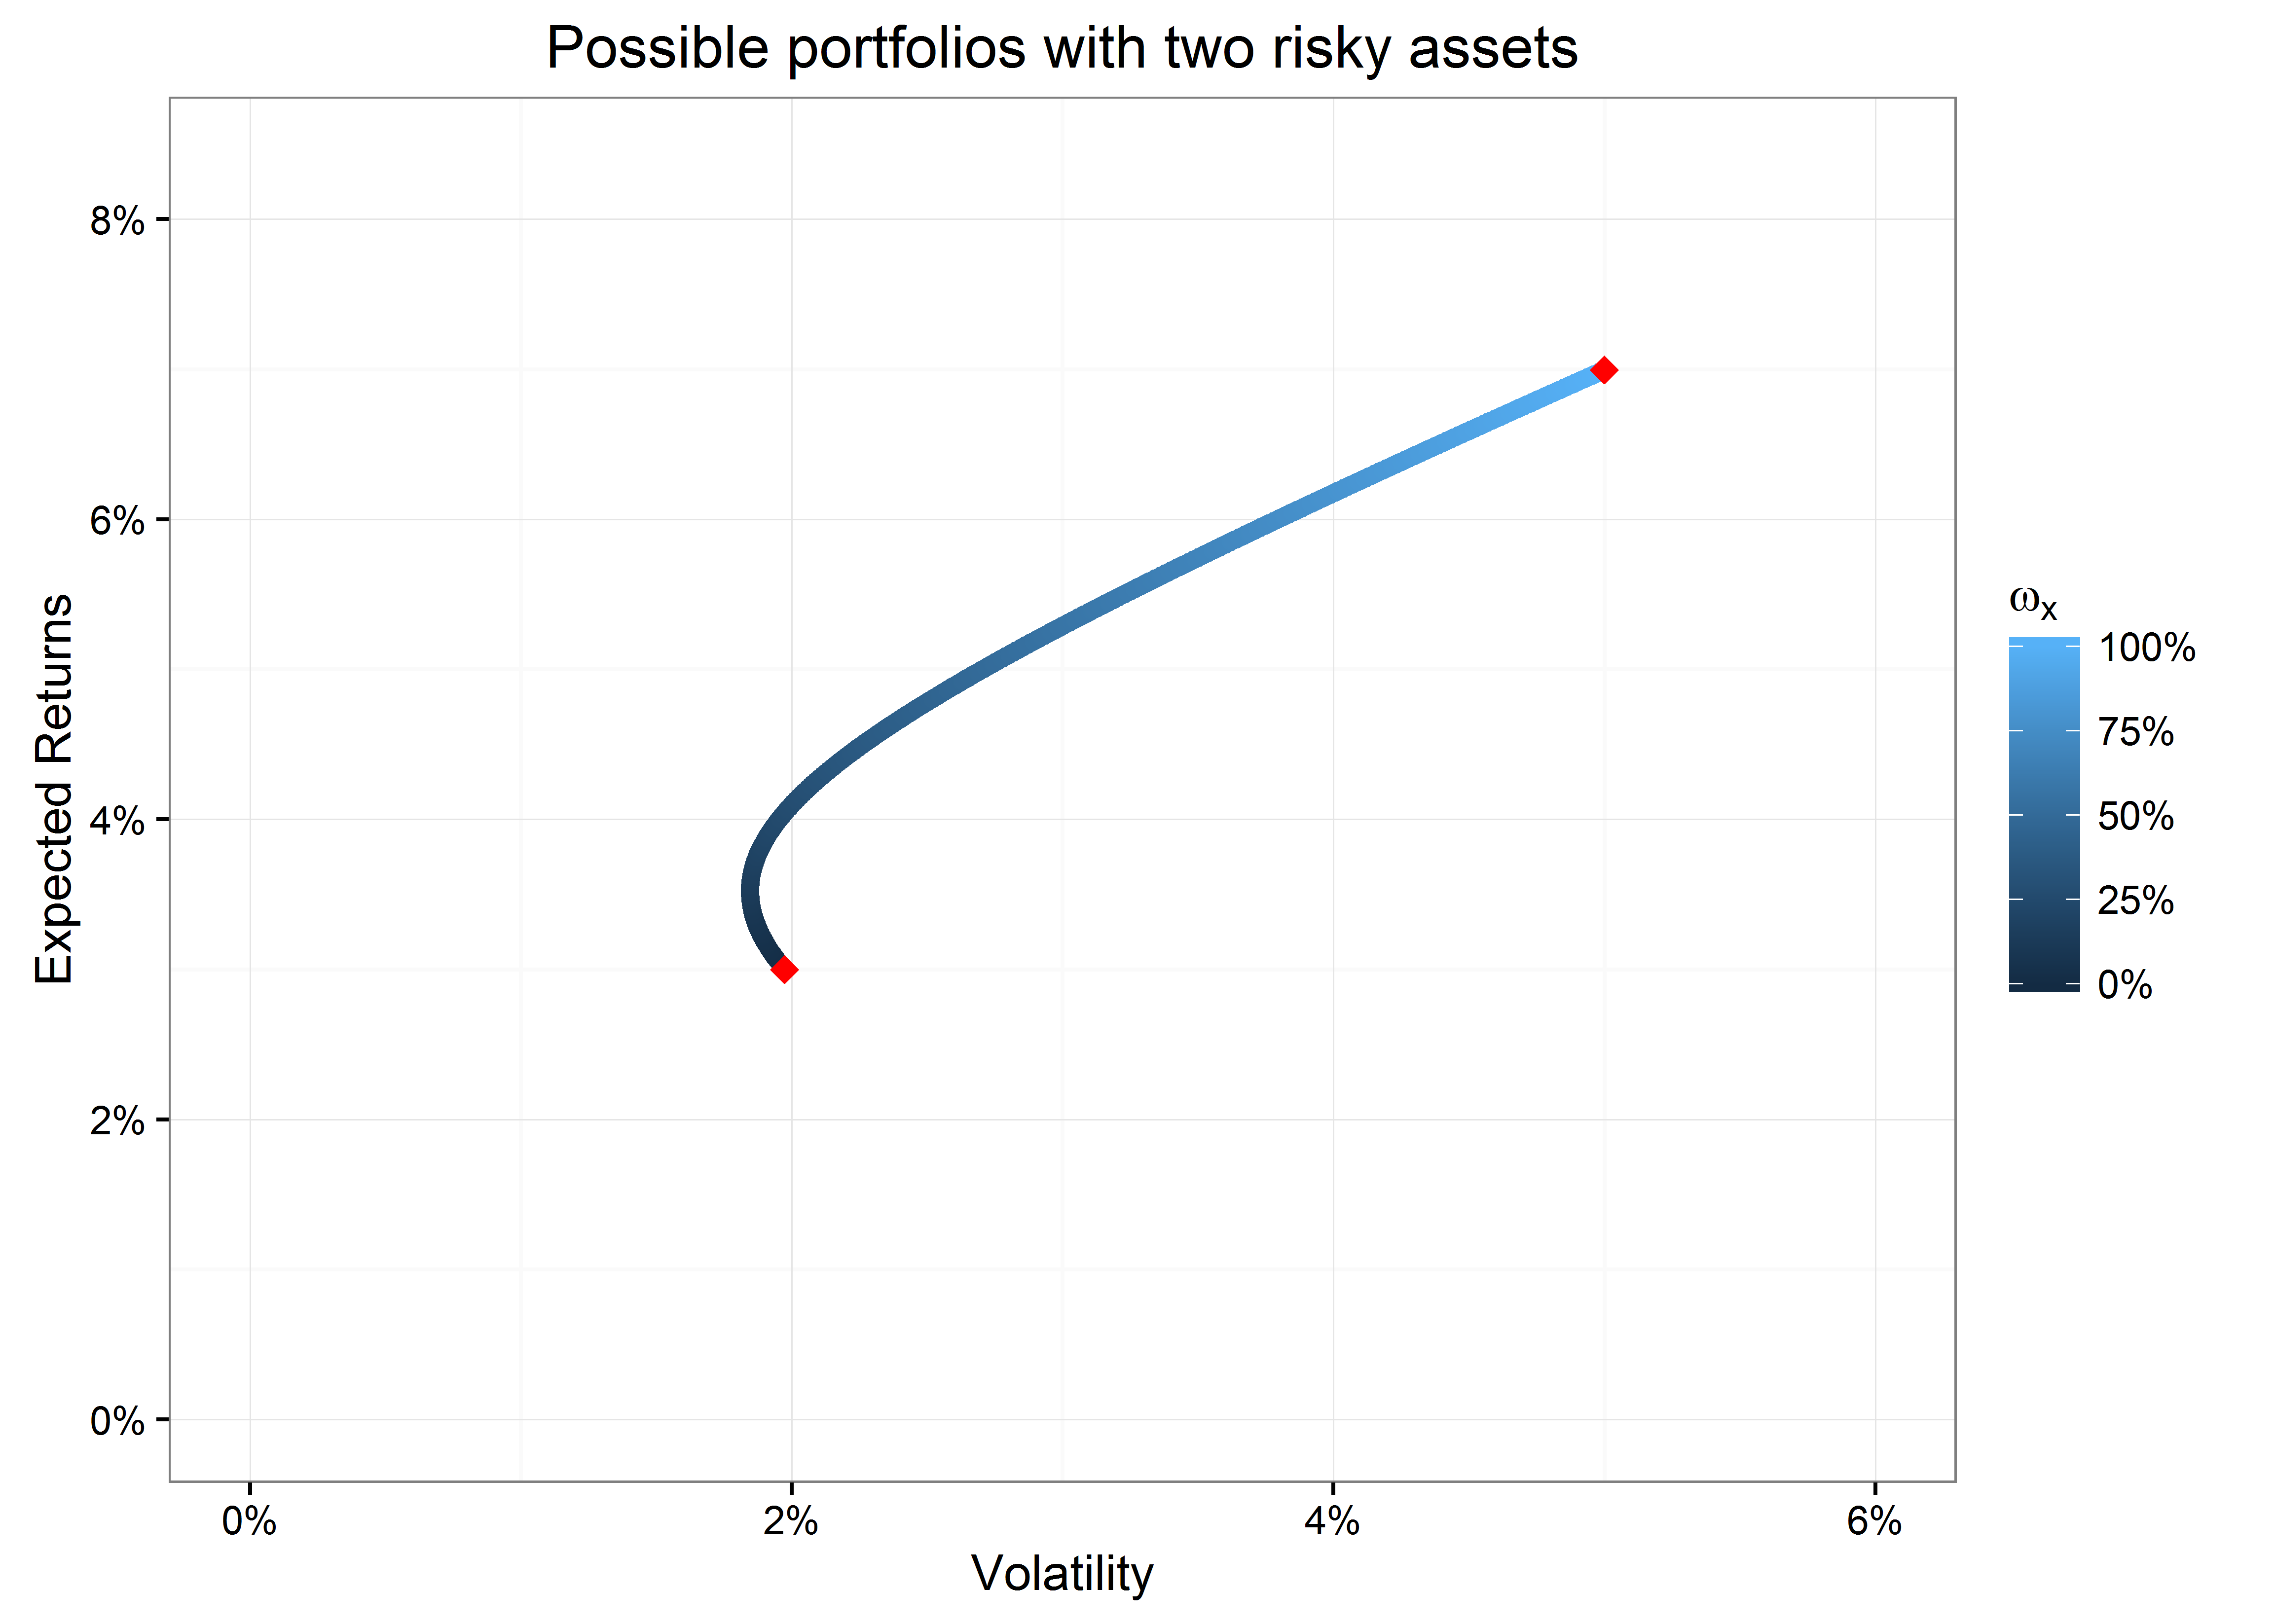 Possible portfolios with two risky assets
Expected Returns
8%
6%
4%
2%
0%
0% 2% 4% 6%
Volatility
ωx
100%
75%
50%
25%
0%